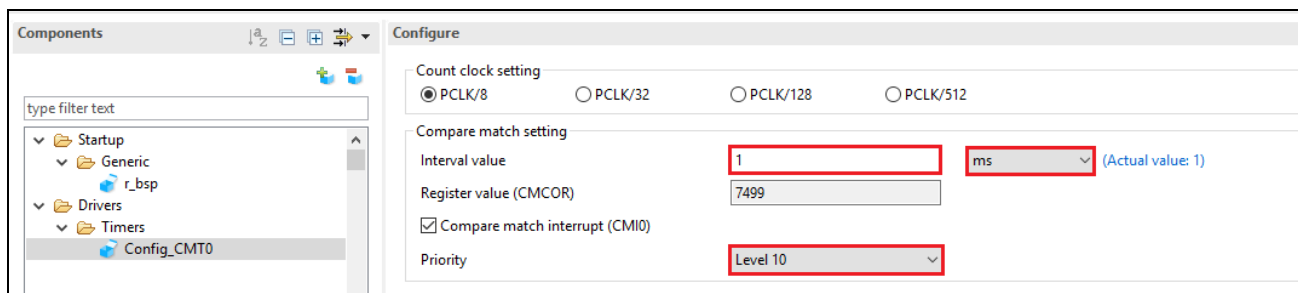 Components
Configure
type filter text
Startup
Generic
r_bsp
Drivers
Timers
Config_CMT0
Count clock setting
PCLK/8 PCLK/32 PCLK/128 PCLK/512
Compare match setting
Interval value 1 ms (Actual value: 1)
Register value (CMCOR) 7499
Compare match interrupt (CMI0)
Priority Level 10